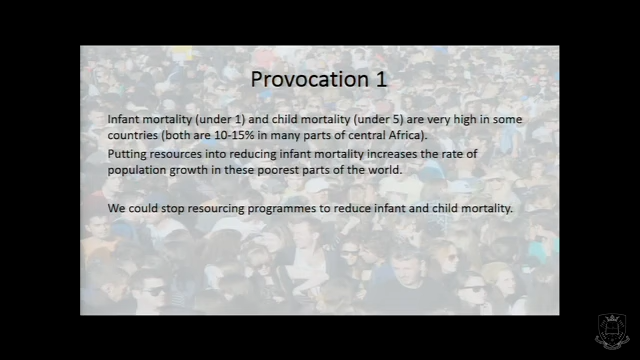 Provocation 1
Infant mortality (under 1) and child mortality (under 5) are very high in some
countries (both are 10-15% in many parts of central Africa).
Putting resources into reducing infant mortality increases the rate of
population growth in these poorest parts of the world.
We could stop resourcing programmes to reduce infant and child mortality.